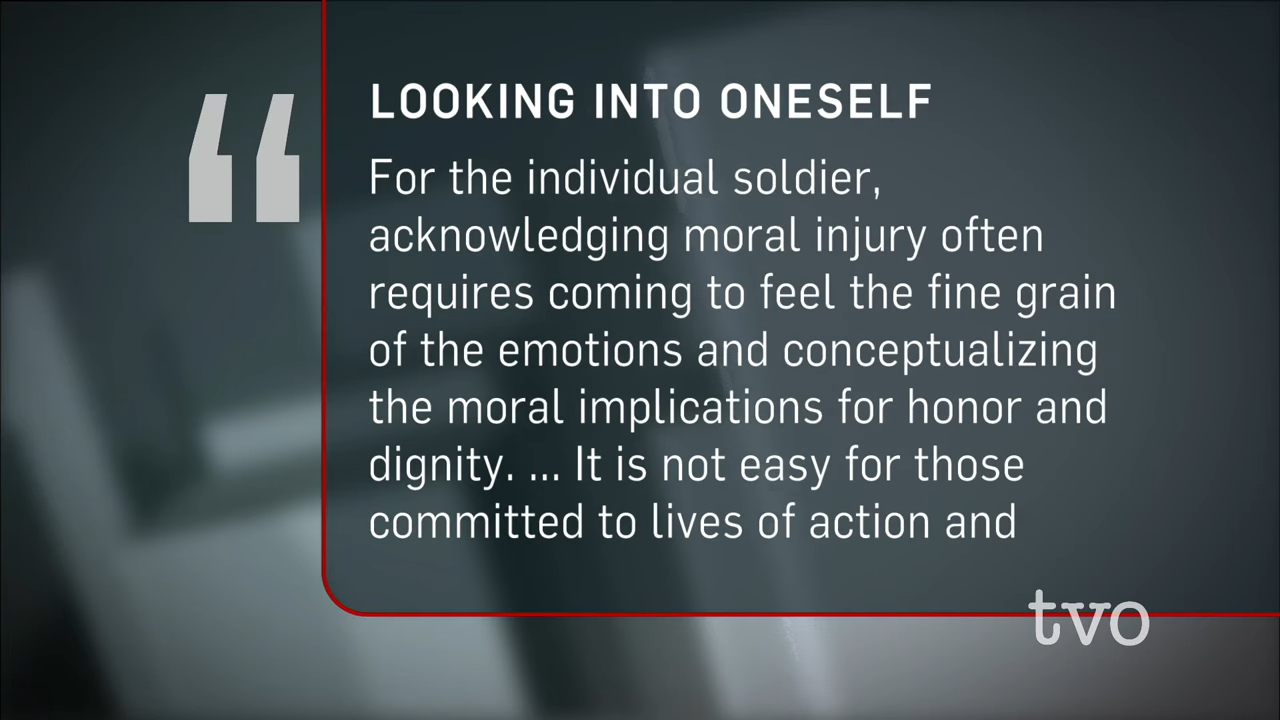 “
LOOKING INTO ONESELF
For the individual soldier,
acknowledging moral injury often
requires coming to feel the fine grain
of the emotions and conceptualizing
the moral implications for honor and
dignity. ... It is not easy for those
committed to lives of action and
tvo